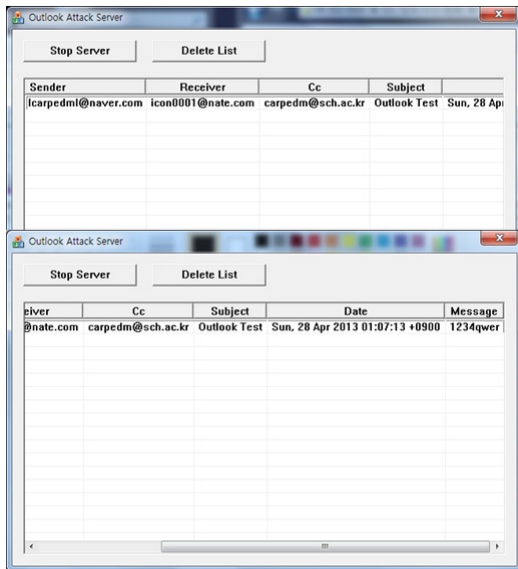 Outlook Attack Server
Stop Server Delete List
Sender Receiver Cc Subject
lcarpedml@naver.com icon0001@nate.com carpedm@sch.ac.kr Outlook Test Sun, 28 Ap
Outlook Attack Server
Stop Server Delete List
eiver Cc Subject Date Message
@nate.com carpedm@sch.ac.kr Outlook Test Sun, 28 Apr 2013 01:07:13 +0900 1234qwer